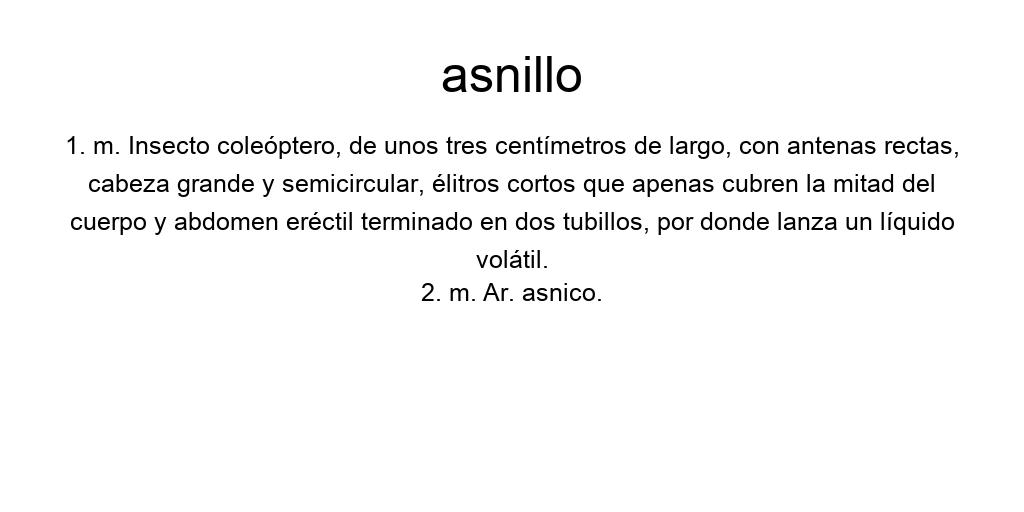 asnillo
1. m. Insecto coleóptero, de unos tres centímetros de largo, con antenas rectas,
cabeza grande y semicircular, élitros cortos que apenas cubren la mitad del
cuerpo y abdomen eréctil terminado en dos tubillos, por donde lanza un líquido
volátil.
2. m. Ar. asnico.